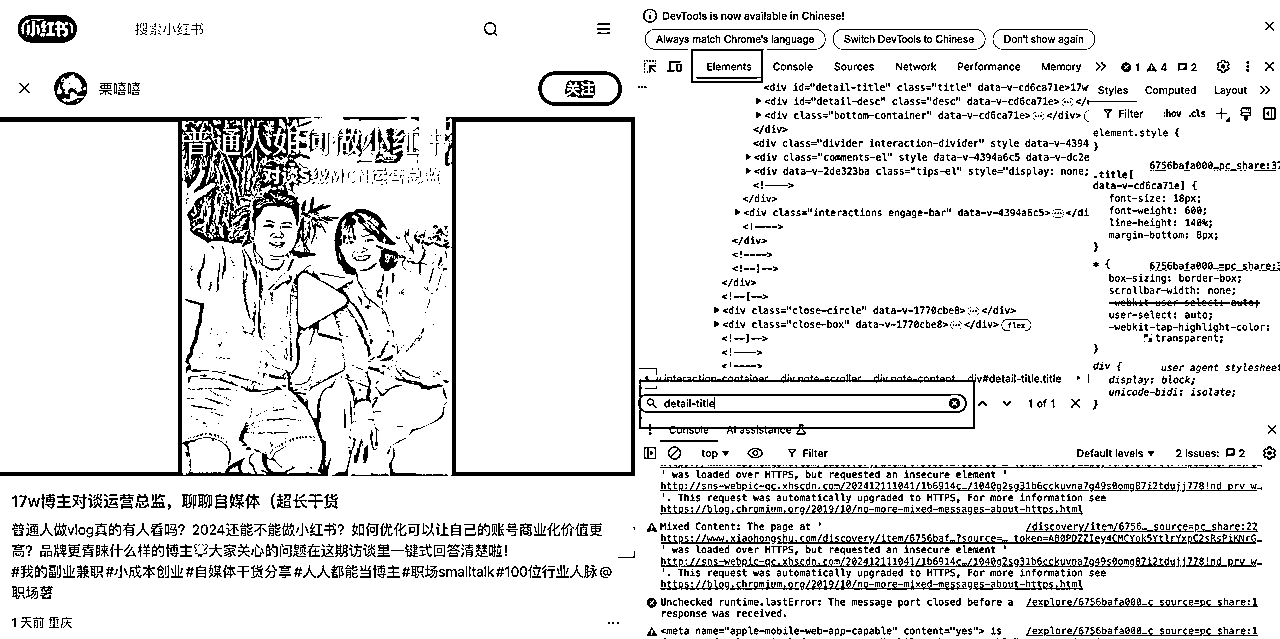 小红书
搜索小红书
栗嘻嘻
关注
普通人如何做小红书
对谈S级MCN运营总监
17w博主对谈运营总监，聊聊自媒体（超长干货
普通人做vlog真的有人看吗？2024还能不能做小红书？如何优化可以让自己的账号商业化价值更
高？品牌更喜睐什么样的博主💡大家关心的问题在这期访谈里一键式回答清楚啦！
#我的副业兼职 #小成本创业 #自媒体干货分享 #人人都能当博主 #职场smalltalk #100位行业人脉 @
职场薯
1 天前 重庆
DevTools is now available in Chinese!
Always match Chrome's language
Switch DevTools to Chinese
Don't show again
Elements Console Sources Network Performance Memory 1 4 2
<div id="detail-title" class="title" data-v-cd6ca71e>17w
<div id="detail-desc" class="desc" data-v-cd6ca71e>…</
<div class="bottom-container" data-v-cd6ca71e>…</div>
</div>
<div class="divider interaction-divider" style data-v-4394
<div class="comments-el" style data-v-4394a6c5 data-v-dc2e
<div data-v-2de323ba class="tips-el" style="display: none;
<!---->
</div>
<div class="interactions engage-bar" data-v-4394a6c5>…</di
<!---->
</div>
<!---->
<!--]-->
</div>
<!--[-->
<div class="close-circle" data-v-1770cbe8>…</div>
<div class="close-box" data-v-1770cbe8>…</div> flex
<!--]-->
<!---->
<!---->
interaction-container div.note-scroller div.note-content div#detail-title.title
detail-title
1 of 1
Styles Computed Layout
Filter :hov .cls
element.style {
}
6756bafa000…pc_share:37
.title[
data-v-cd6ca71e] {
font-size: 18px;
font-weight: 600;
line-height: 140%;
margin-bottom: 8px;
}
* { 6756bafa000…=pc_share:3
box-sizing: border-box;
scrollbar-width: none;
-webkit-user-select: auto;
user-select: auto;
-webkit-tap-highlight-color:
transparent;
}
div { user agent stylesheet
display: block;
unicode-bidi: isolate;
}
Console AI assistance
top Filter Default levels 2 Issues: 2
' was loaded over HTTPS, but requested an insecure element '
http://sns-webpic-qc.xhscdn.com/202412111041/1b6914c…/1040g2sg31b6cckuvna7g49s0omg87i2tdujj778!nd_prv_w…
'. This request was automatically upgraded to HTTPS, For more information see
https://blog.chromium.org/2019/10/no-more-mixed-messages-about-https.html
Mixed Content: The page at ' /discovery/item/6756…_source=pc_share:22
https://www.xiaohongshu.com/discovery/item/6756baf…?source=…_token=AB0PDZZIey4CMCYok5YtlrYxpC2sRsPiKNrG…
' was loaded over HTTPS, but requested an insecure element '
http://sns-webpic-qc.xhscdn.com/202412111041/1b6914c…/1040g2sg31b6cckuvna7g49s0omg87i2tdujj778!nd_prv_w…
'. This request was automatically upgraded to HTTPS, For more information see
https://blog.chromium.org/2019/10/no-more-mixed-messages-about-https.html
Unchecked runtime.lastError: The message port closed before a response was received. /explore/6756bafa000…c_source=pc_share:1
<meta name="apple-mobile-web-app-capable" content="yes"> is /explore/6756bafa000…c_source=pc_share:1